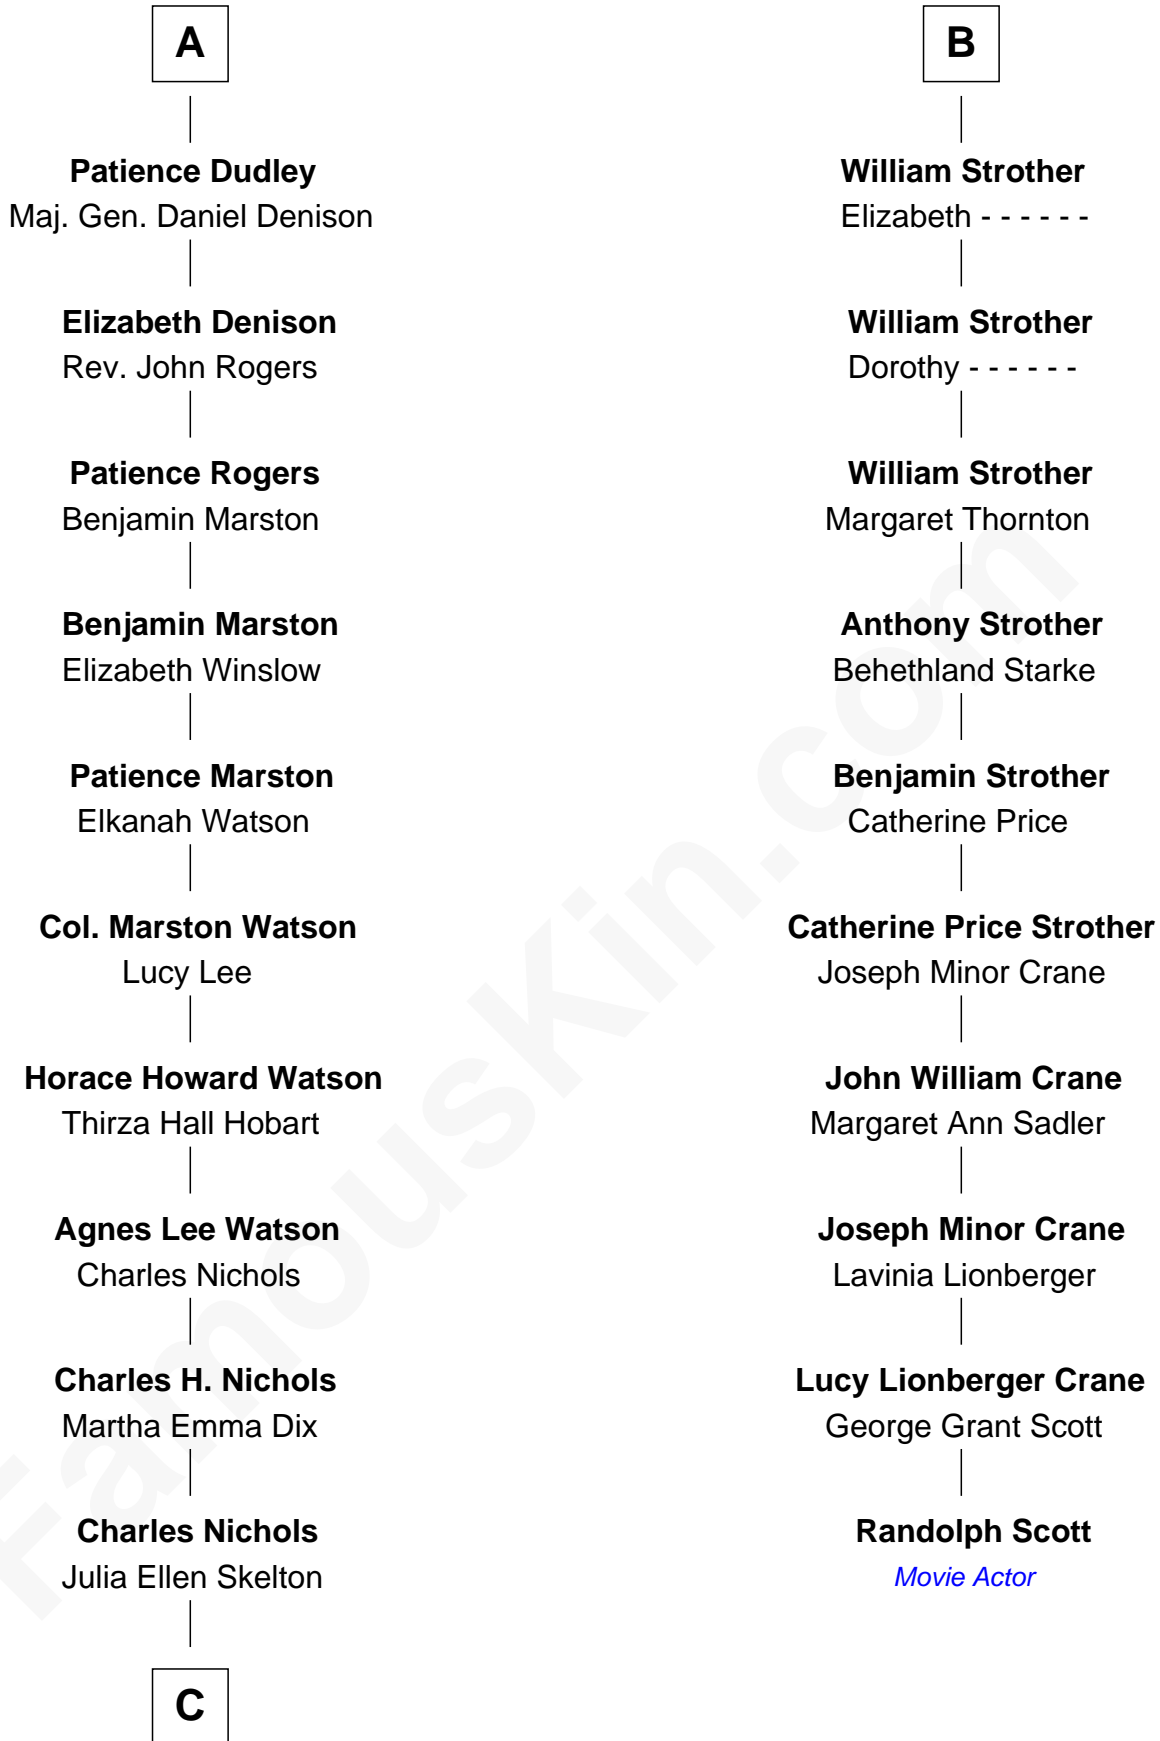 A
Patience Dudley
Maj. Gen. Daniel Denison
Elizabeth Denison
Rev. John Rogers
Patience Rogers
Benjamin Marston
Benjamin Marston
Elizabeth Winslow
Patience Marston
Elkanah Watson
Col. Marston Watson
Lucy Lee
Horace Howard Watson
Thirza Hall Hobart
Agnes Lee Watson
Charles Nichols
Charles H. Nichols
Martha Emma Dix
Charles Nichols
Julia Ellen Skelton
C
B
William Strother
Elizabeth - - - - - -
William Strother
Dorothy - - - - - -
William Strother
Margaret Thornton
Anthony Strother
Behethland Starke
Benjamin Strother
Catherine Price
Catherine Price Strother
Joseph Minor Crane
John William Crane
Margaret Ann Sadler
Joseph Minor Crane
Lavinia Lionberger
Lucy Lionberger Crane
George Grant Scott
Randolph Scott
Movie Actor
FamousKin.com